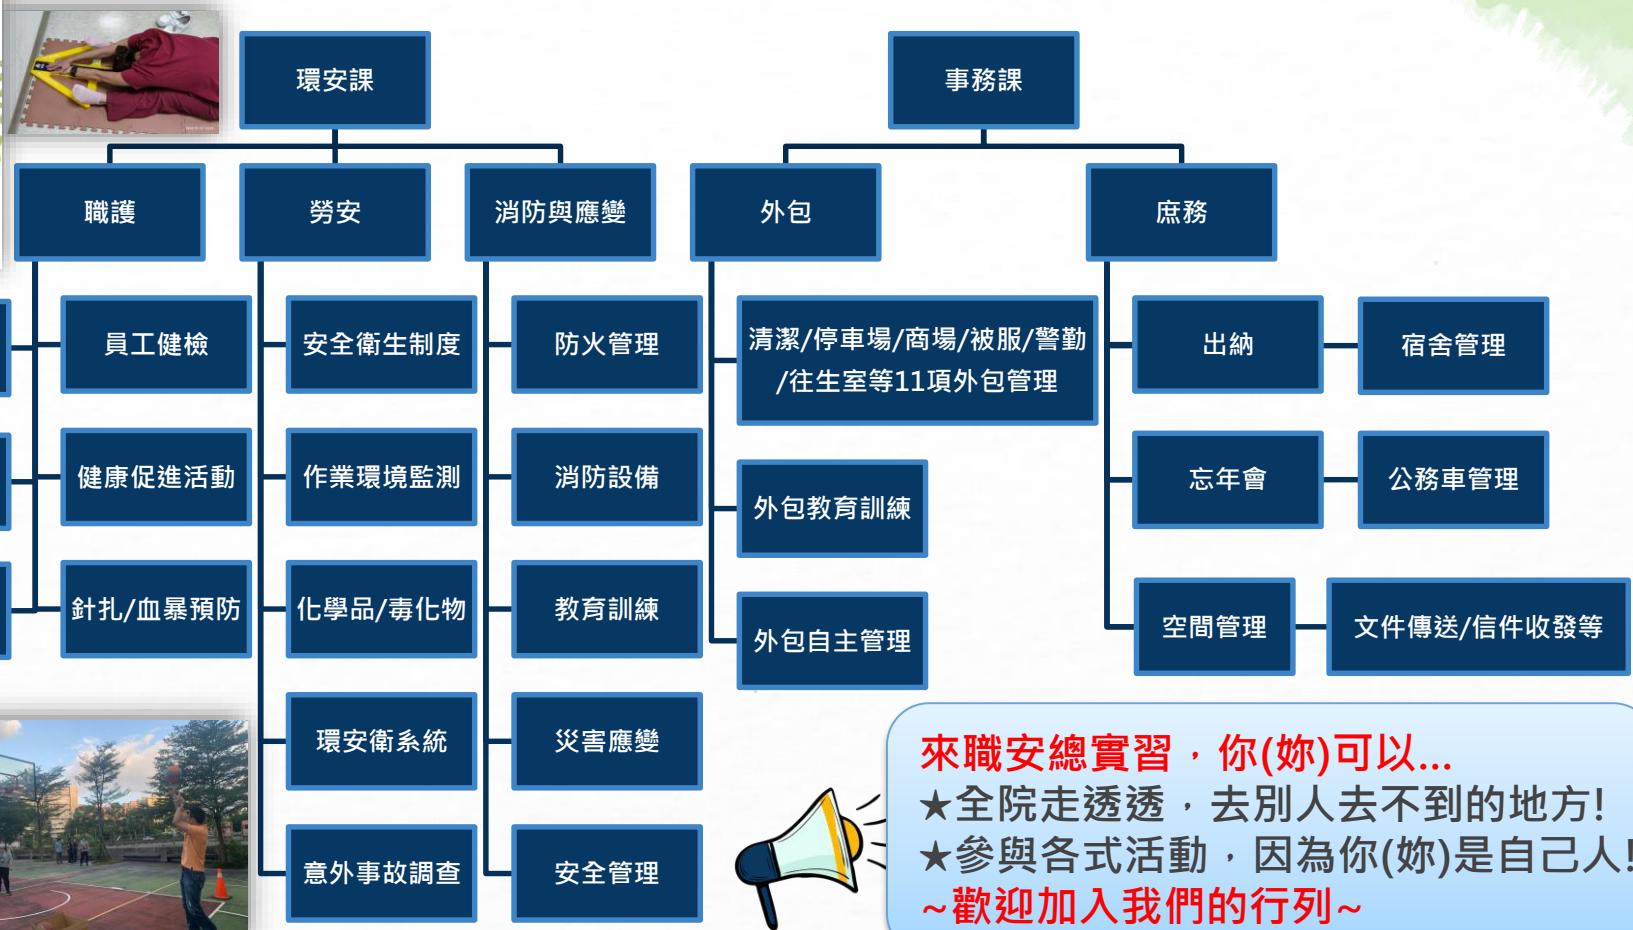 環安課
事務課
職護
勞安
消防與應變
外包
庶務
員工健檢
安全衛生制度
防火管理
清潔/停車場/商場/被服/警勤
/往生室等11項外包管理
出納
宿舍管理
健康促進活動
作業環境監測
消防設備
外包教育訓練
忘年會
公務車管理
針扎/血暴預防
化學品/毒化物
教育訓練
外包自主管理
空間管理
文件傳送/信件收發等
環安衛系統
災害應變
意外事故調查
安全管理
來職安總實習，你(妳)可以...
★全院走透透，去別人去不到的地方!
★參與各式活動，因為你(妳)是自己人!
~歡迎加入我們的行列~